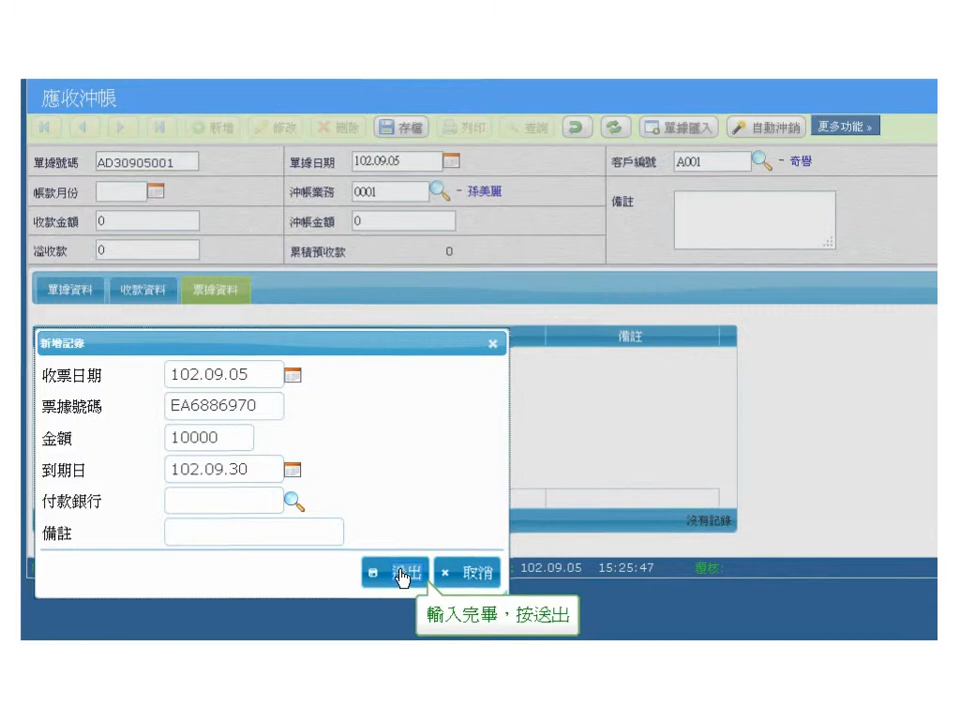 應收沖帳
新增 修改 刪除 存檔 列印 查詢 單據匯入 自動沖銷 更多功能 »
單據號碼 AD30905001 單據日期 102.09.05 客戶編號 A001 - 奇譽
帳款月份 沖帳業務 0001 - 孫美麗 備註
收款金額 0 沖帳金額 0
溢收款 0 累積預收款 0
單據資料 收款資料 票據資料
備註
新增記錄
收票日期 102.09.05
票據號碼 EA6886970
金額 10000
到期日 102.09.30
付款銀行
備註
沒有記錄
送出 取消
: 102.09.05 15:25:47 覆核:
輸入完畢，按送出